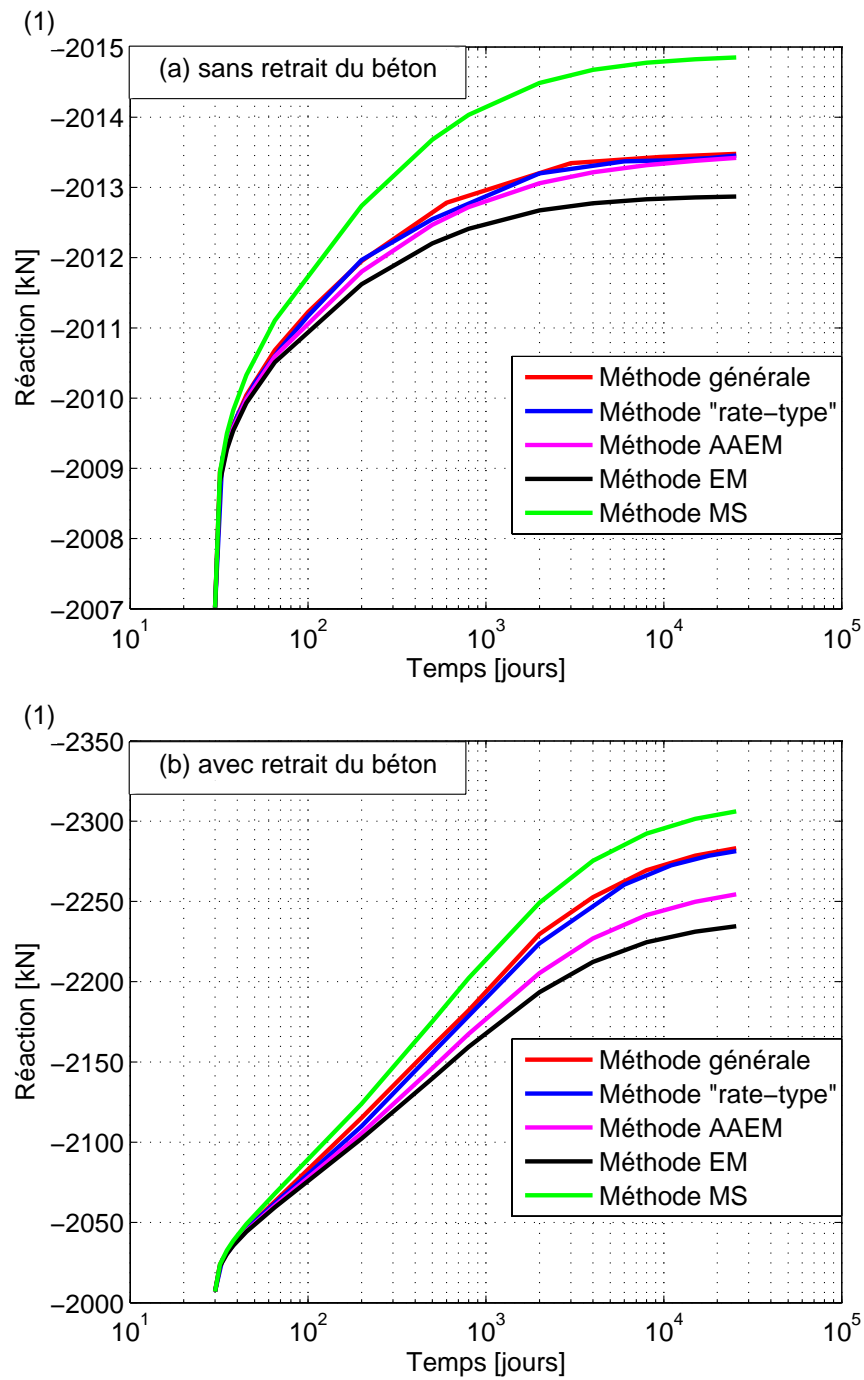 (1)
(a) sans retrait du béton
Réaction [kN]
−2015
−2014
−2013
−2012
−2011
−2010
−2009
−2008
−2007
Méthode générale
Méthode "rate−type"
Méthode AAEM
Méthode EM
Méthode MS
10^1 10^2 10^3 10^4 10^5
Temps [jours]
(1)
(b) avec retrait du béton
Réaction [kN]
−2350
−2300
−2250
−2200
−2150
−2100
−2050
−2000
Méthode générale
Méthode "rate−type"
Méthode AAEM
Méthode EM
Méthode MS
10^1 10^2 10^3 10^4 10^5
Temps [jours]